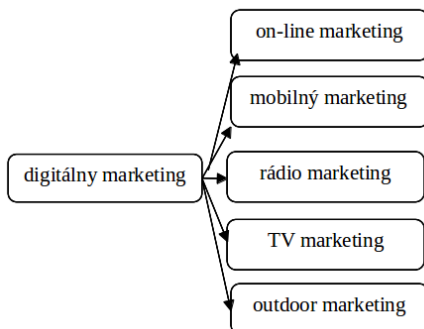 on-line marketing
mobilný marketing
digitálny marketing
rádio marketing
TV marketing
outdoor marketing